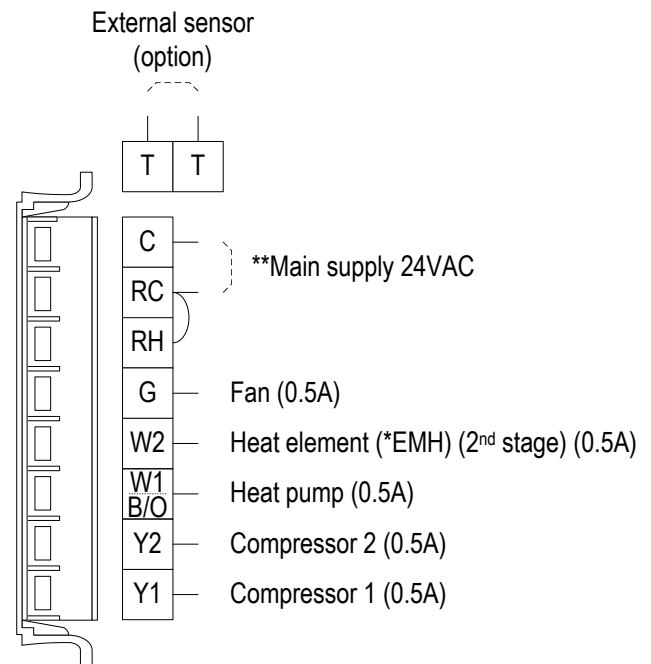 External sensor
(option)
T T
C
**Main supply 24VAC
RC
RH
G Fan (0.5A)
W2 Heat element (*EMH) (2nd stage) (0.5A)
W1
B/O Heat pump (0.5A)
Y2 Compressor 2 (0.5A)
Y1 Compressor 1 (0.5A)